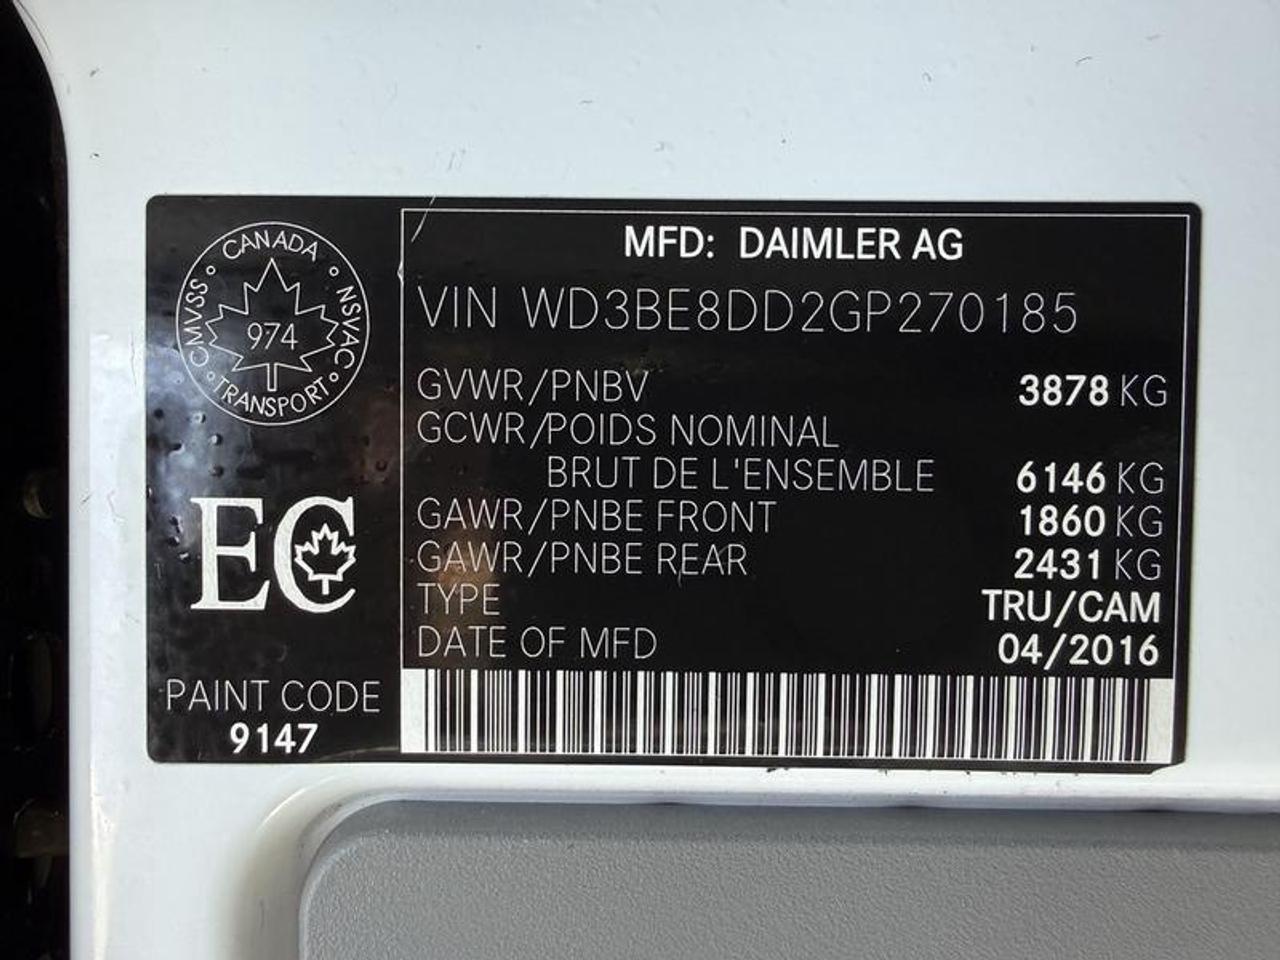 CANADA
CMVSS
NSVAC
974
TRANSPORT
MFD: DAIMLER AG
VIN WD3BE8DD2GP270185
GVWR/PNBV 3878 KG
GCWR/POIDS NOMINAL
BRUT DE L'ENSEMBLE 6146 KG
GAWR/PNBE FRONT 1860 KG
GAWR/PNBE REAR 2431 KG
TYPE TRU/CAM
DATE OF MFD 04/2016
EC
PAINT CODE
9147